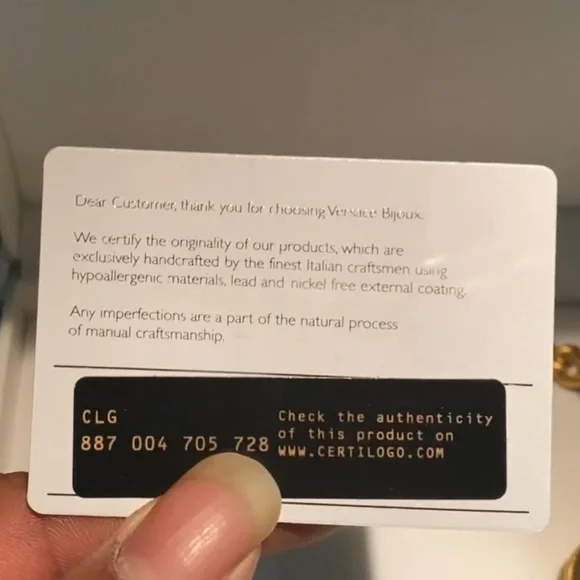 Dear Customer, thank you for choosing Versace Bijoux.
We certify the originality of our products, which are
exclusively handcrafted by the finest Italian craftsmen using
hypoallergenic materials, lead and nickel free external coating.
Any imperfections are a part of the natural process
of manual craftsmanship.
CLG
887 004 705 728
Check the authenticity
of this product on
WWW.CERTILOGO.COM